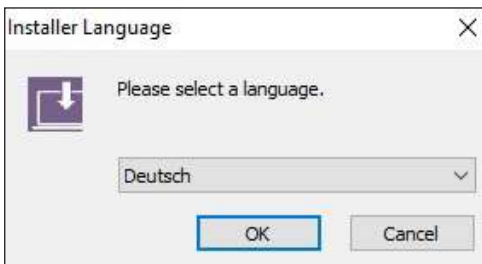 Installer Language
Please select a language.
Deutsch
OK
Cancel